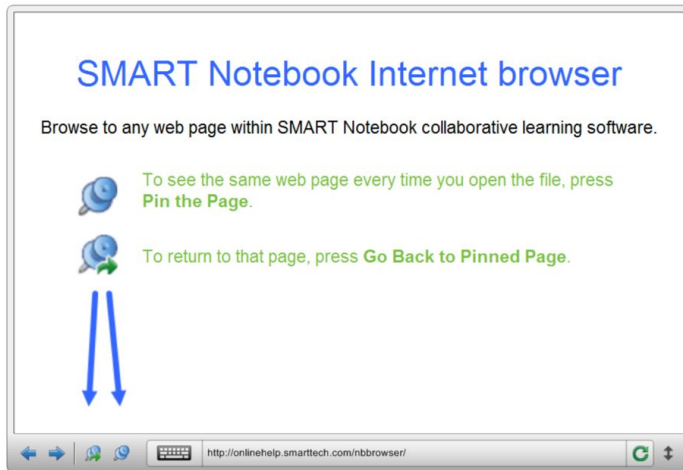 SMART Notebook Internet browser
Browse to any web page within SMART Notebook collaborative learning software.
To see the same web page every time you open the file, press
Pin the Page.
To return to that page, press Go Back to Pinned Page.
http://onlinehelp.smarttech.com/nbbrowser/